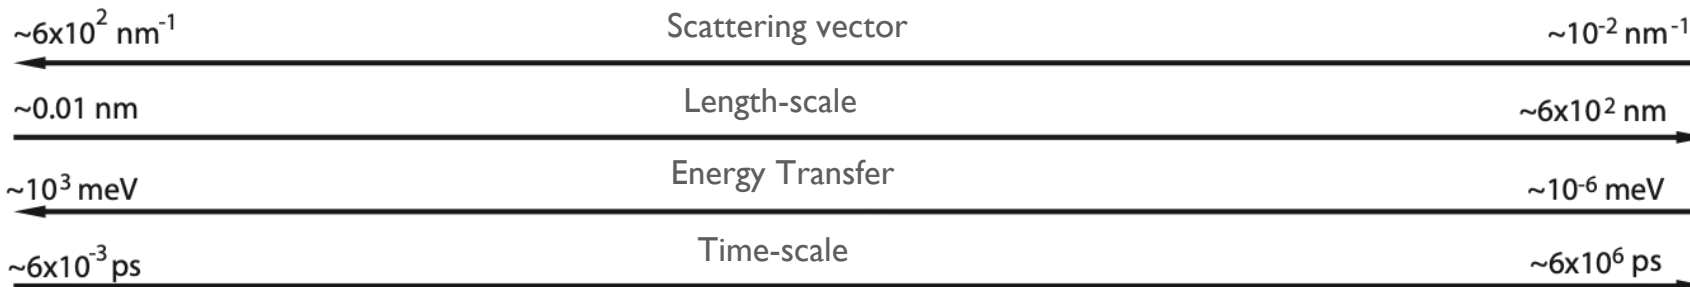 ~6x10² nm⁻¹ Scattering vector ~10⁻² nm⁻¹
~0.01 nm Length-scale ~6x10² nm
~10³ meV Energy Transfer ~10⁻⁶ meV
~6x10⁻³ ps Time-scale ~6x10⁶ ps